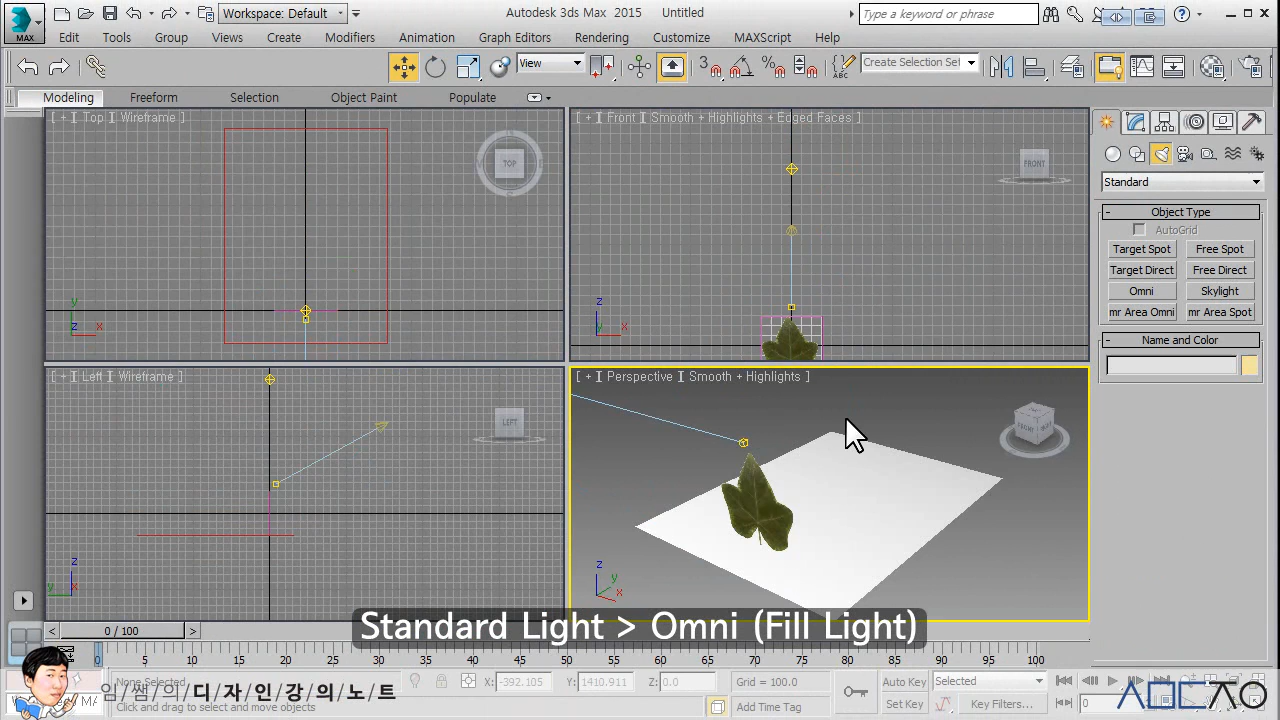 MAX
Workspace: Default
Autodesk 3ds Max 2015 Untitled
Type a keyword or phrase
Edit Tools Group Views Create Modifiers Animation Graph Editors Rendering Customize MAXScript Help
View
3
Create Selection Set
Modeling Freeform Selection Object Paint Populate
[ + ] Top ] Wireframe ]
TOP
y
z x
[ + ] Front ] Smooth + Highlights + Edged Faces ]
FRONT
z
y x
Standard
- Object Type
AutoGrid
Target Spot Free Spot
Target Direct Free Direct
Omni Skylight
mr Area Omni mr Area Spot
- Name and Color
[ + ] Left ] Wireframe ]
LEFT
z
y x
[ + ] Perspective ] Smooth + Highlights ]
FRONT
z
y
x
Standard Light > Omni (Fill Light)
< 0 / 100 >
0 5 10 15 20 25 30 35 40 45 50 55 60 65 70 75 80 85 90 95 100
None Selected
X: -392.105 Y: 1410.911 Z: 0.0 Grid = 100.0
Auto Key Selected
임/쌤/의/디/자/인/강/의/노/트
Click and drag to select and move objects
Add Time Tag
Set Key Key Filters... 0